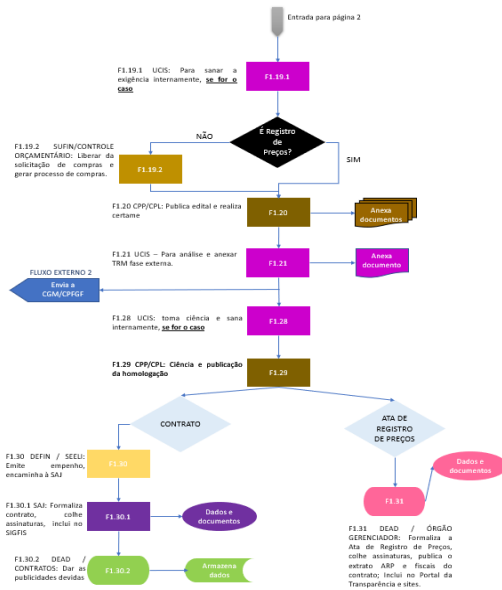 Entrada para página 2
F1.19.1 UCIS: Para sanar a
exigência internamente, se for o
caso
F1.19.1
É Registro
de
Preços?
NÃO
SIM
F1.19.2 SUFIN/CONTROLE
ORÇAMENTÁRIO: Liberar da
solicitação de compras e
gerar processo de compras.
F1.19.2
F1.20 CPP/CPL: Publica edital e realiza
certame
F1.20
Anexa
documentos
F1.21 UCIS – Para análise e anexar
TRM fase externa.
F1.21
Anexa
documento
FLUXO EXTERNO 2
Envia a
CGM/CPFGF
F1.28 UCIS: toma ciência e sana
internamente, se for o caso
F1.28
F1.29 CPP/CPL: Ciência e publicação
da homologação
F1.29
CONTRATO
ATA DE
REGISTRO
DE PREÇOS
F1.30 DEFIN / SEELI:
Emite empenho,
encaminha à SAJ
F1.30
Dados e
documentos
F1.30.1 SAJ: Formaliza
contrato, colhe
assinaturas, inclui no
SIGFIS
F1.30.1
Dados e
documentos
F1.31
F1.31 DEAD / ÓRGÃO
GERENCIADOR: Formaliza a
Ata de Registro de Preços,
colhe assinaturas, publica o
extrato ARP e fiscais do
contrato; Inclui no Portal da
Transparência e sites.
F1.30.2 DEAD /
CONTRATOS: Dar as
publicidades devidas
F1.30.2
Armazena
dados